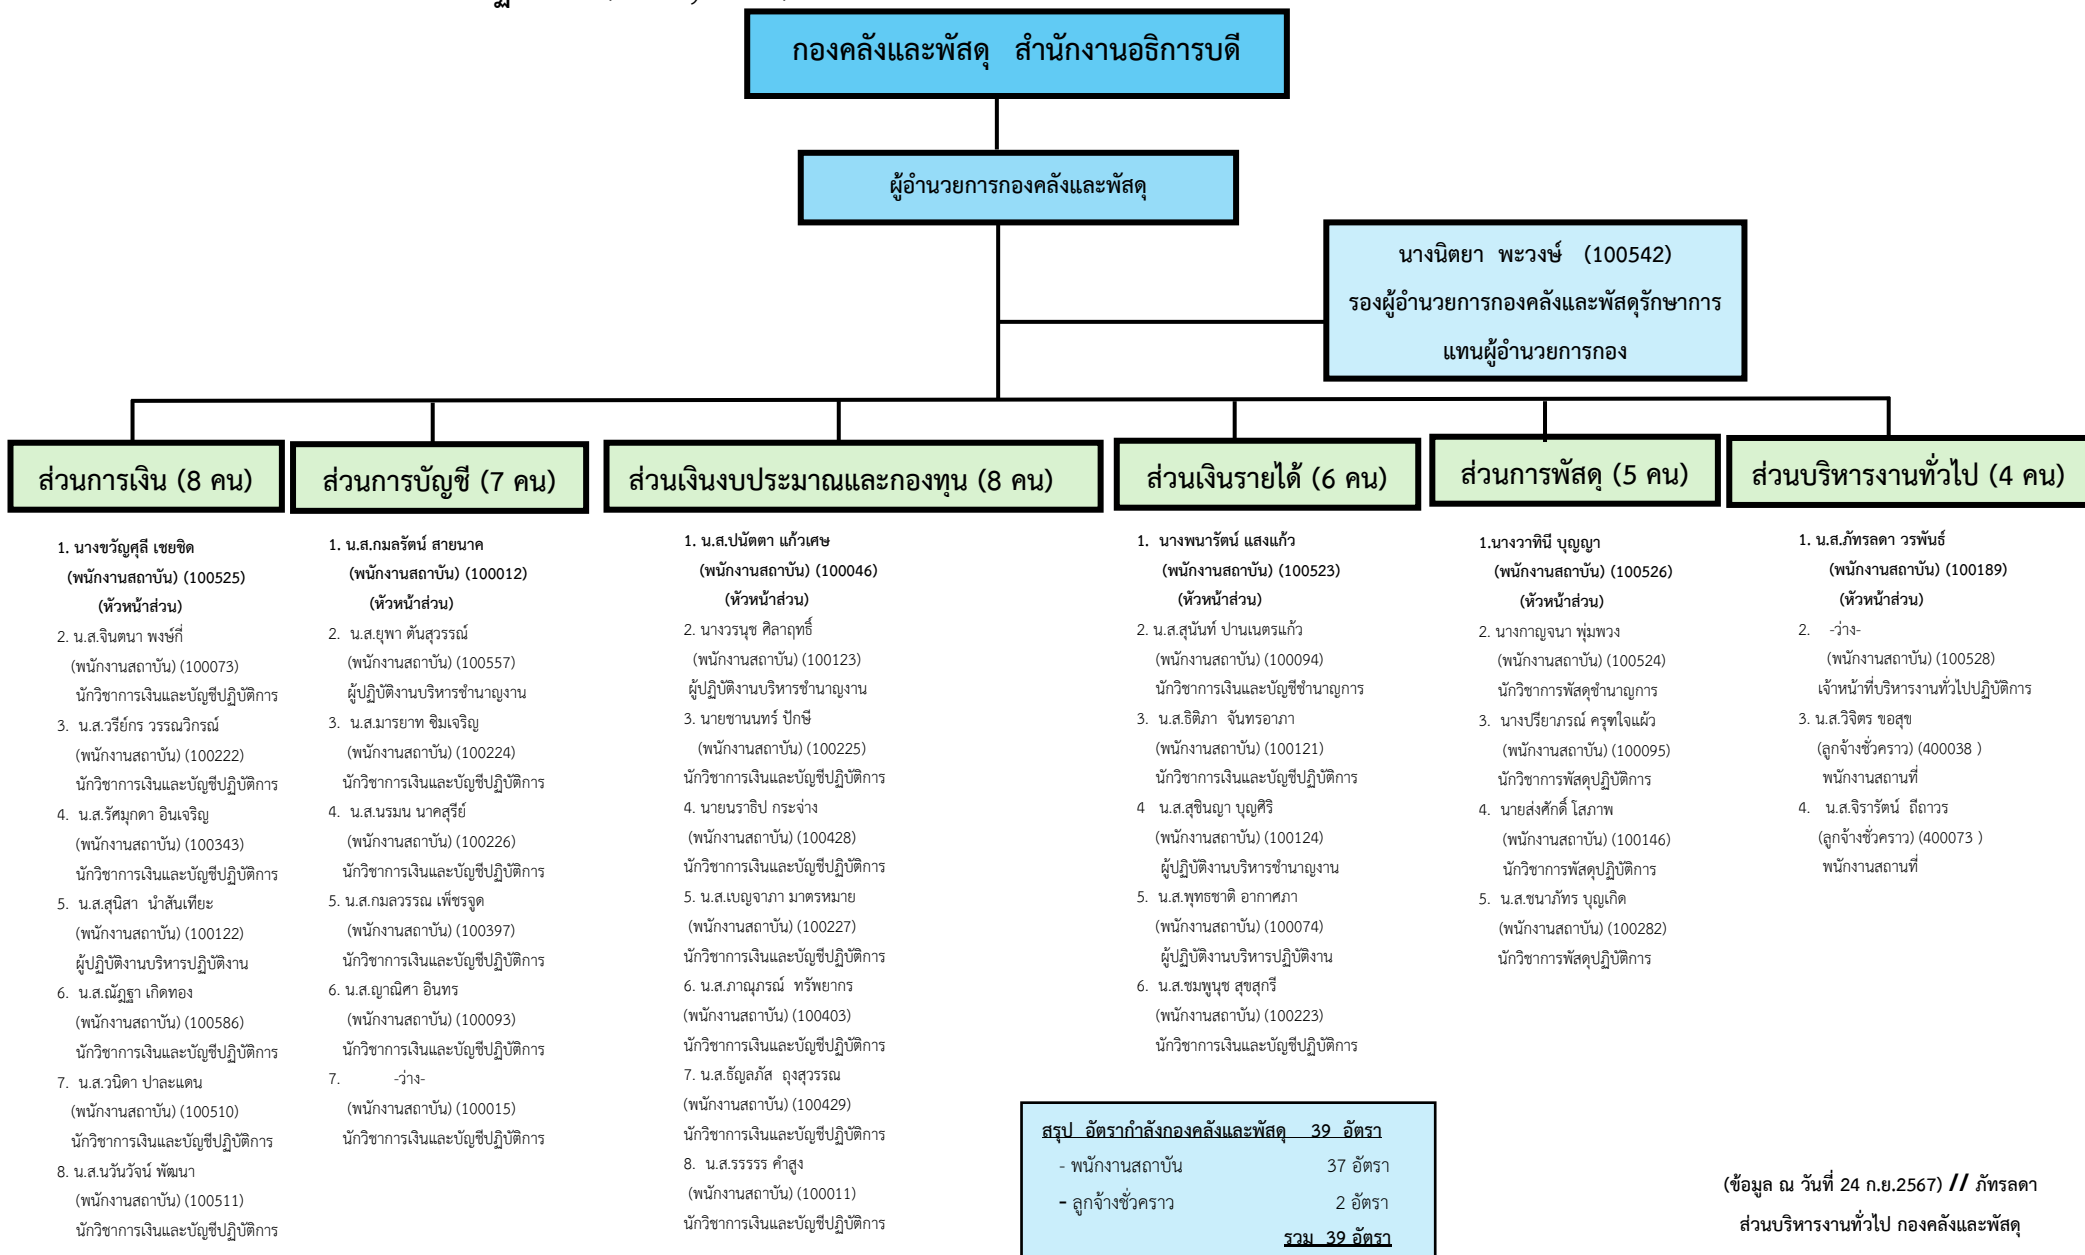 กองคลังและพัสดุ สำนักงานอธิการบดี
ผู้อำนวยการกองคลังและพัสดุ
นางนิตยา พะวงษ์ (100542)
รองผู้อำนวยการกองคลังและพัสดุรักษาการ
แทนผู้อำนวยการกอง
ส่วนการเงิน (8 คน)
1. นางขวัญศุลี เชยชิด
(พนักงานสถาบัน) (100525)
(หัวหน้าส่วน)
2. น.ส.จินตนา พงษ์กี่
(พนักงานสถาบัน) (100073)
นักวิชาการเงินและบัญชีปฏิบัติการ
3. น.ส.วรีย์กร วรรณวิกรณ์
(พนักงานสถาบัน) (100222)
นักวิชาการเงินและบัญชีปฏิบัติการ
4. น.ส.รัศมุกดา อินเจริญ
(พนักงานสถาบัน) (100343)
นักวิชาการเงินและบัญชีปฏิบัติการ
5. น.ส.สุนิสา นำสันเทียะ
(พนักงานสถาบัน) (100122)
ผู้ปฏิบัติงานบริหารปฏิบัติงาน
6. น.ส.ณัฎฐา เกิดทอง
(พนักงานสถาบัน) (100586)
นักวิชาการเงินและบัญชีปฏิบัติการ
7. น.ส.วนิดา ปาละแดน
(พนักงานสถาบัน) (100510)
นักวิชาการเงินและบัญชีปฏิบัติการ
8. น.ส.นวันวัจน์ พัฒนา
(พนักงานสถาบัน) (100511)
นักวิชาการเงินและบัญชีปฏิบัติการ
ส่วนการบัญชี (7 คน)
1. น.ส.กมลรัตน์ สายนาค
(พนักงานสถาบัน) (100012)
(หัวหน้าส่วน)
2. น.ส.ยุพา ตันสุวรรณ์
(พนักงานสถาบัน) (100557)
ผู้ปฏิบัติงานบริหารชำนาญงาน
3. น.ส.มารยาท ซิมเจริญ
(พนักงานสถาบัน) (100224)
นักวิชาการเงินและบัญชีปฏิบัติการ
4. น.ส.นรมน นาคสุรีย์
(พนักงานสถาบัน) (100226)
นักวิชาการเงินและบัญชีปฏิบัติการ
5. น.ส.กมลวรรณ เพ็ชรจูด
(พนักงานสถาบัน) (100397)
นักวิชาการเงินและบัญชีปฏิบัติการ
6. น.ส.ญาณิศา อินทร
(พนักงานสถาบัน) (100093)
นักวิชาการเงินและบัญชีปฏิบัติการ
7. -ว่าง-
(พนักงานสถาบัน) (100015)
นักวิชาการเงินและบัญชีปฏิบัติการ
ส่วนเงินงบประมาณและกองทุน (8 คน)
1. น.ส.ปนัตตา แก้วเศษ
(พนักงานสถาบัน) (100046)
(หัวหน้าส่วน)
2. นางวรนุช ศิลาฤทธิ์
(พนักงานสถาบัน) (100123)
ผู้ปฏิบัติงานบริหารชำนาญงาน
3. นายชานนทร์ ปักษี
(พนักงานสถาบัน) (100225)
นักวิชาการเงินและบัญชีปฏิบัติการ
4. นายนราธิป กระจ่าง
(พนักงานสถาบัน) (100428)
นักวิชาการเงินและบัญชีปฏิบัติการ
5. น.ส.เบญจาภา มาตรหมาย
(พนักงานสถาบัน) (100227)
นักวิชาการเงินและบัญชีปฏิบัติการ
6. น.ส.ภาณุภรณ์ ทรัพยากร
(พนักงานสถาบัน) (100403)
นักวิชาการเงินและบัญชีปฏิบัติการ
7. น.ส.ธัญลภัส ถุงสุวรรณ
(พนักงานสถาบัน) (100429)
นักวิชาการเงินและบัญชีปฏิบัติการ
8. น.ส.รรรรร คำสูง
(พนักงานสถาบัน) (100011)
นักวิชาการเงินและบัญชีปฏิบัติการ
ส่วนเงินรายได้ (6 คน)
1. นางพนารัตน์ แสงแก้ว
(พนักงานสถาบัน) (100523)
(หัวหน้าส่วน)
2. น.ส.สุนันท์ ปานเนตรแก้ว
(พนักงานสถาบัน) (100094)
นักวิชาการเงินและบัญชีชำนาญการ
3. น.ส.ธิติภา จันทรอาภา
(พนักงานสถาบัน) (100121)
นักวิชาการเงินและบัญชีปฏิบัติการ
4 น.ส.สุชินญา บุญศิริ
(พนักงานสถาบัน) (100124)
ผู้ปฏิบัติงานบริหารชำนาญงาน
5. น.ส.พุทธชาติ อากาศภา
(พนักงานสถาบัน) (100074)
ผู้ปฏิบัติงานบริหารปฏิบัติงาน
6. น.ส.ชมพูนุช สุขสุกรี
(พนักงานสถาบัน) (100223)
นักวิชาการเงินและบัญชีปฏิบัติการ
ส่วนการพัสดุ (5 คน)
1.นางวาทินี บุญญา
(พนักงานสถาบัน) (100526)
(หัวหน้าส่วน)
2. นางกาญจนา พุ่มพวง
(พนักงานสถาบัน) (100524)
นักวิชาการพัสดุชำนาญการ
3. นางปรียาภรณ์ ครุฑใจแผ้ว
(พนักงานสถาบัน) (100095)
นักวิชาการพัสดุปฏิบัติการ
4. นายส่งศักดิ์ โสภาพ
(พนักงานสถาบัน) (100146)
นักวิชาการพัสดุปฏิบัติการ
5. น.ส.ชนาภัทร บุญเกิด
(พนักงานสถาบัน) (100282)
นักวิชาการพัสดุปฏิบัติการ
ส่วนบริหารงานทั่วไป (4 คน)
1. น.ส.ภัทรลดา วรพันธ์
(พนักงานสถาบัน) (100189)
(หัวหน้าส่วน)
2. -ว่าง-
(พนักงานสถาบัน) (100528)
เจ้าหน้าที่บริหารงานทั่วไปปฏิบัติการ
3. น.ส.วิจิตร ขอสุข
(ลูกจ้างชั่วคราว) (400038 )
พนักงานสถานที่
4. น.ส.จิรารัตน์ ถีถาวร
(ลูกจ้างชั่วคราว) (400073 )
พนักงานสถานที่
สรุป อัตรากำลังกองคลังและพัสดุ 39 อัตรา
- พนักงานสถาบัน 37 อัตรา
- ลูกจ้างชั่วคราว 2 อัตรา
รวม 39 อัตรา
(ข้อมูล ณ วันที่ 24 ก.ย.2567) // ภัทรลดา
ส่วนบริหารงานทั่วไป กองคลังและพัสดุ